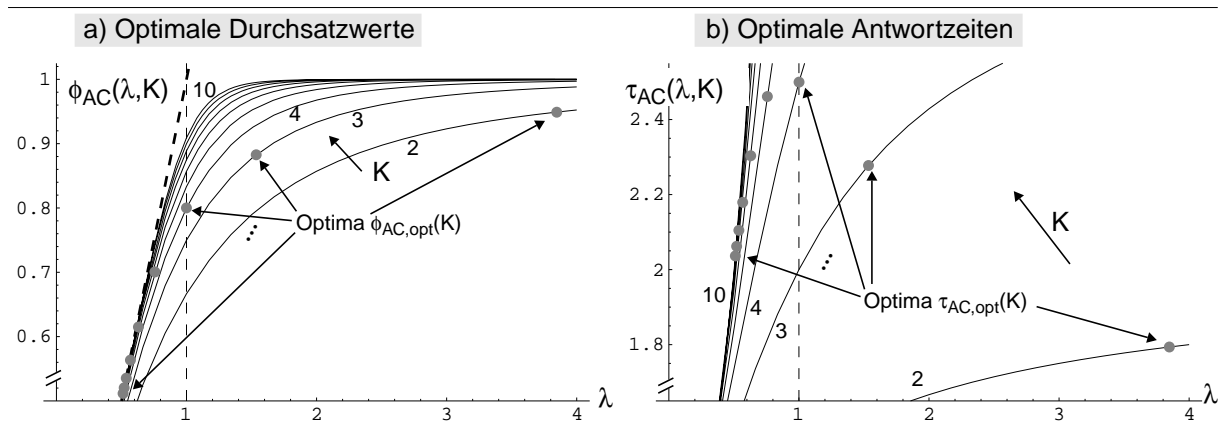 a) Optimale Durchsatzwerte
1
ϕAC(λ,K)
10
4
3
0.9
2
K
0.8
Optima ϕAC,opt(K)
...
0.7
0.6
1
2
3
4
λ
b) Optimale Antwortzeiten
τAC(λ,K)
2.4
2.2
K
2
...
10
4
Optima τAC,opt(K)
3
1.8
2
1
2
3
4
λ